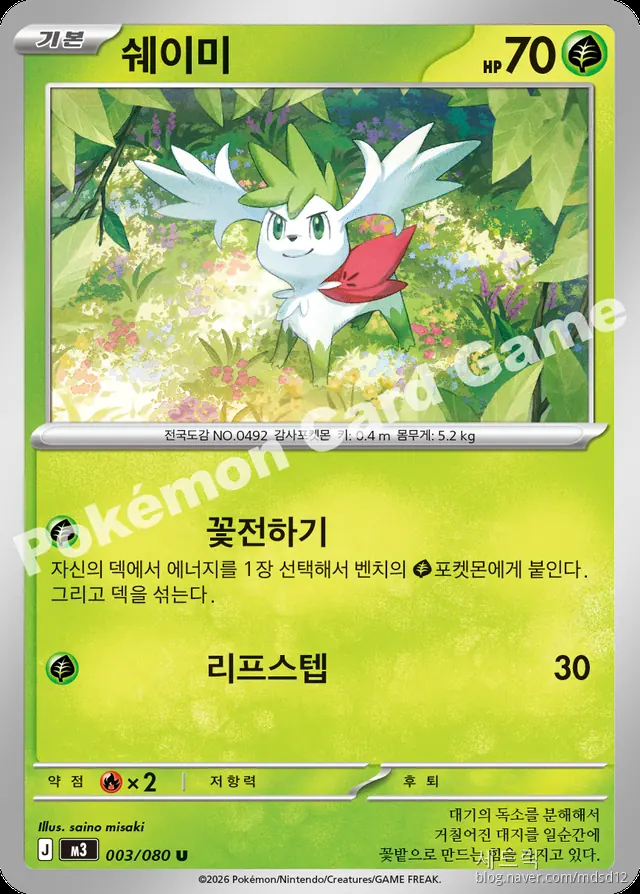 기본 쉐이미 HP 70
전국도감 NO.0492 감사포켓몬 키: 0.4 m 몸무게: 5.2 kg
Pokémon Card Game
꽃전하기
자신의 덱에서 에너지를 1장 선택해서 벤치의 포켓몬에게 붙인다.
그리고 덱을 섞는다.
리프스텝 30
약점 ×2 저항력 후퇴
Illus. saino misaki
대기의 독소를 분해해서
거칠어진 대지를 일순간에
꽃밭으로 만드는 힘을 가지고 있다.
J M3 003/080 U
세드릭
blog.naver.com/mdsd12
©2026 Pokémon/Nintendo/Creatures/GAME FREAK.